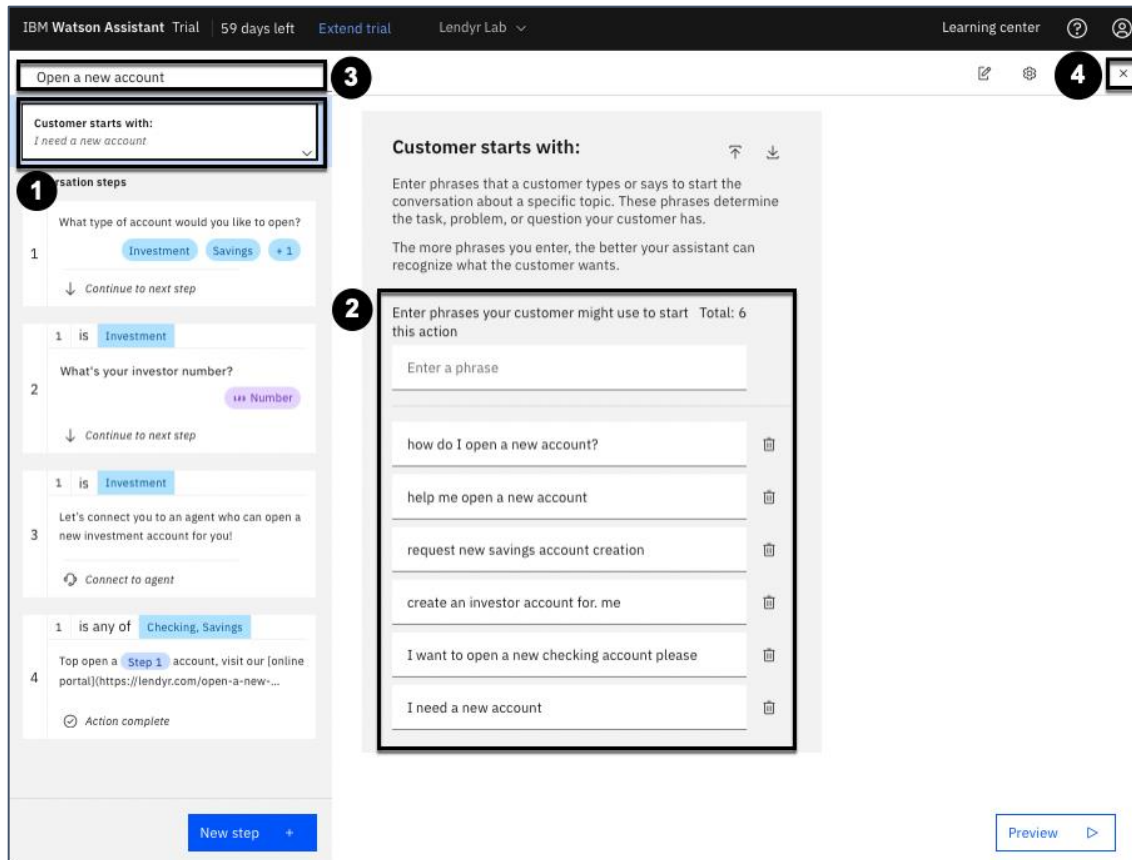 IBM Watson Assistant Trial 59 days left Extend trial Lendyr Lab Learning center
Open a new account
3
4
Customer starts with:
I need a new account
1
rsation steps
1
What type of account would you like to open?
Investment Savings + 1
Continue to next step
1 is Investment
2
What's your investor number?
Number
Continue to next step
1 is Investment
3
Let's connect you to an agent who can open a
new investment account for you!
Connect to agent
1 is any of Checking, Savings
4
Top open a Step 1 account, visit our [online
portal](https://lendyr.com/open-a-new-...
Action complete
New step +
Customer starts with:
Enter phrases that a customer types or says to start the
conversation about a specific topic. These phrases determine
the task, problem, or question your customer has.
The more phrases you enter, the better your assistant can
recognize what the customer wants.
2
Enter phrases your customer might use to start Total: 6
this action
Enter a phrase
how do I open a new account?
help me open a new account
request new savings account creation
create an investor account for. me
I want to open a new checking account please
I need a new account
Preview